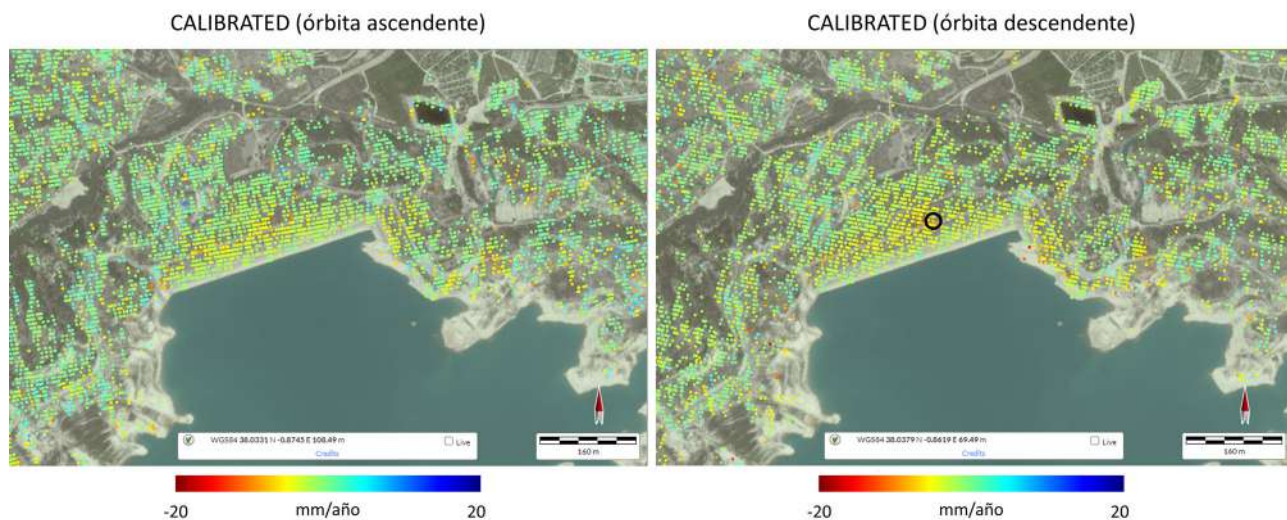 CALIBRATED (órbita ascendente)
CALIBRATED (órbita descendente)
WGS84 38.0331 N -0.8745 E 108.49 m
Live
Credits
160 m
WGS84 38.0379 N -0.8619 E 69.49 m
Live
Credits
160 m
-20 mm/año 20
-20 mm/año 20